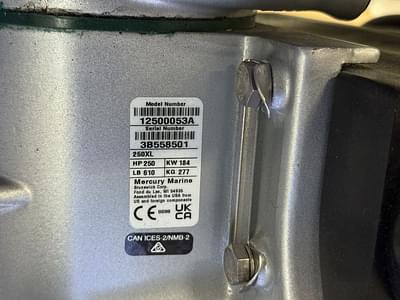 Model Number
12500053A
Serial Number
3B558501
250XL
HP 250 KW 184
LB 610 KG 277
Mercury Marine
Brunswick Corp.
Fond du Lac, WI 54935
Assembled in the USA from
US and foreign components
CE UK
CA
CAN ICES-2/NMB-2